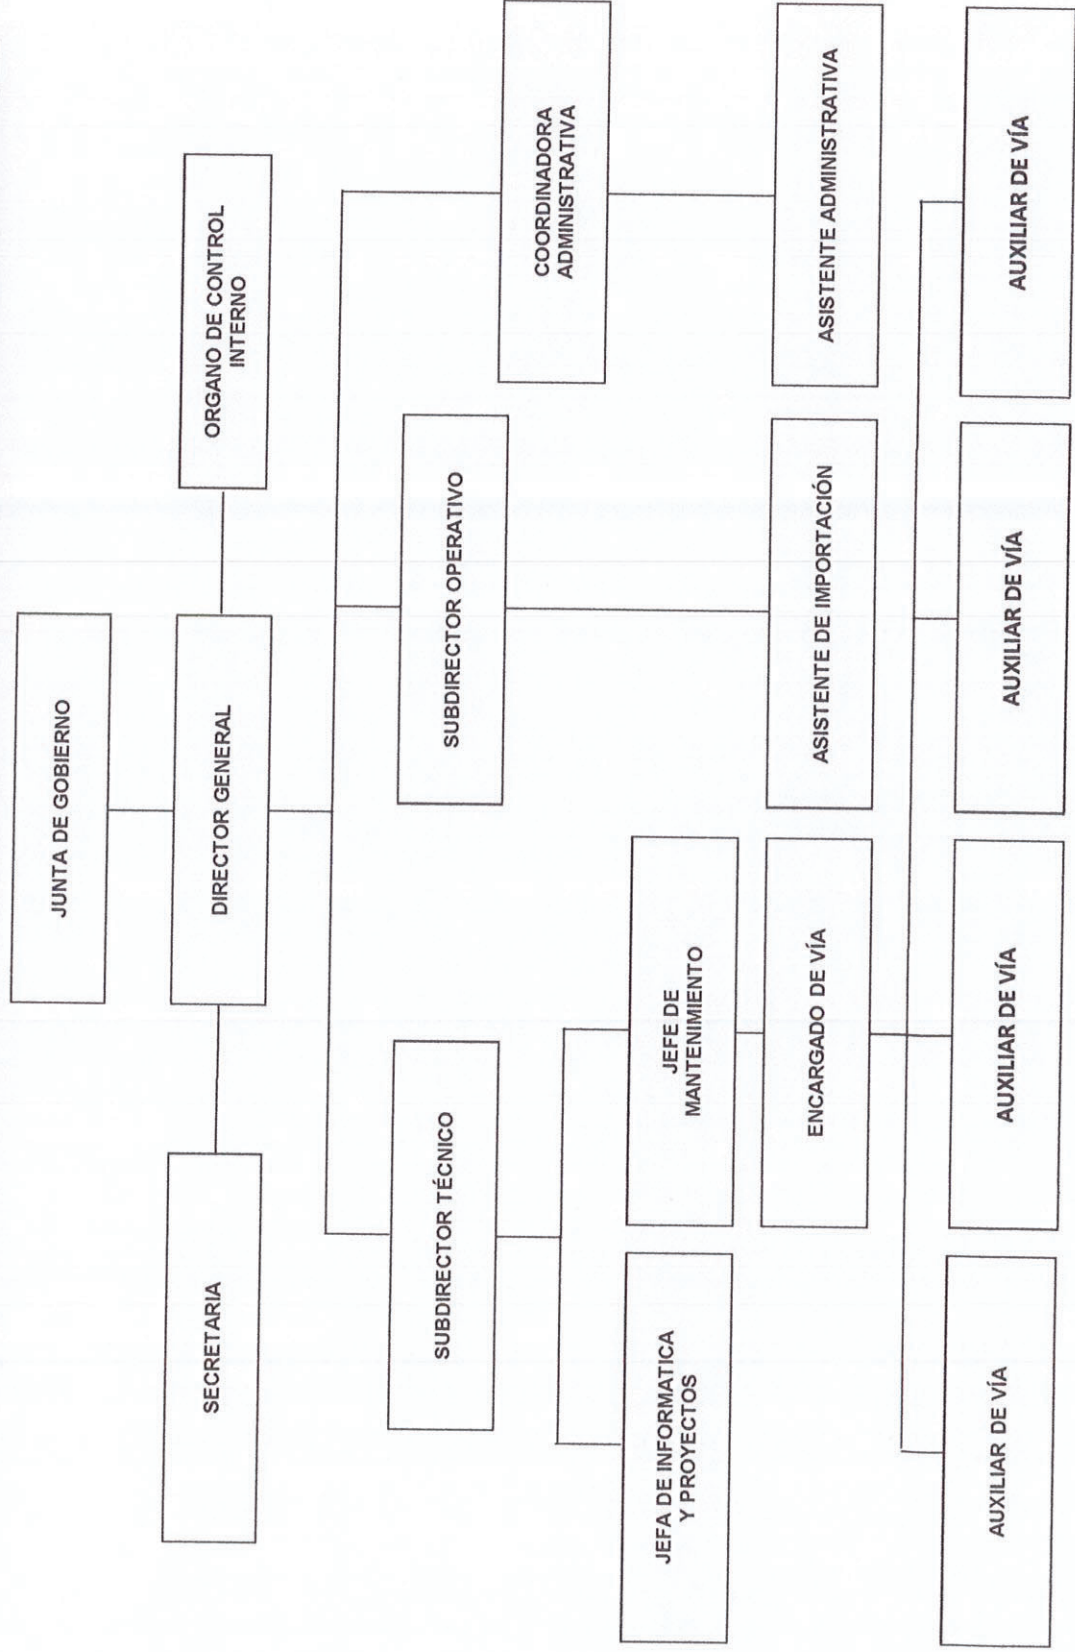 JUNTA DE GOBIERNO
SECRETARIA
DIRECTOR GENERAL
ORGANO DE CONTROL
INTERNO
SUBDIRECTOR TÉCNICO
SUBDIRECTOR OPERATIVO
COORDINADORA
ADMINISTRATIVA
JEFA DE INFORMATICA
Y PROYECTOS
JEFE DE
MANTENIMIENTO
ENCARGADO DE VÍA
ASISTENTE DE IMPORTACIÓN
ASISTENTE ADMINISTRATIVA
AUXILIAR DE VÍA
AUXILIAR DE VÍA
AUXILIAR DE VÍA
AUXILIAR DE VÍA